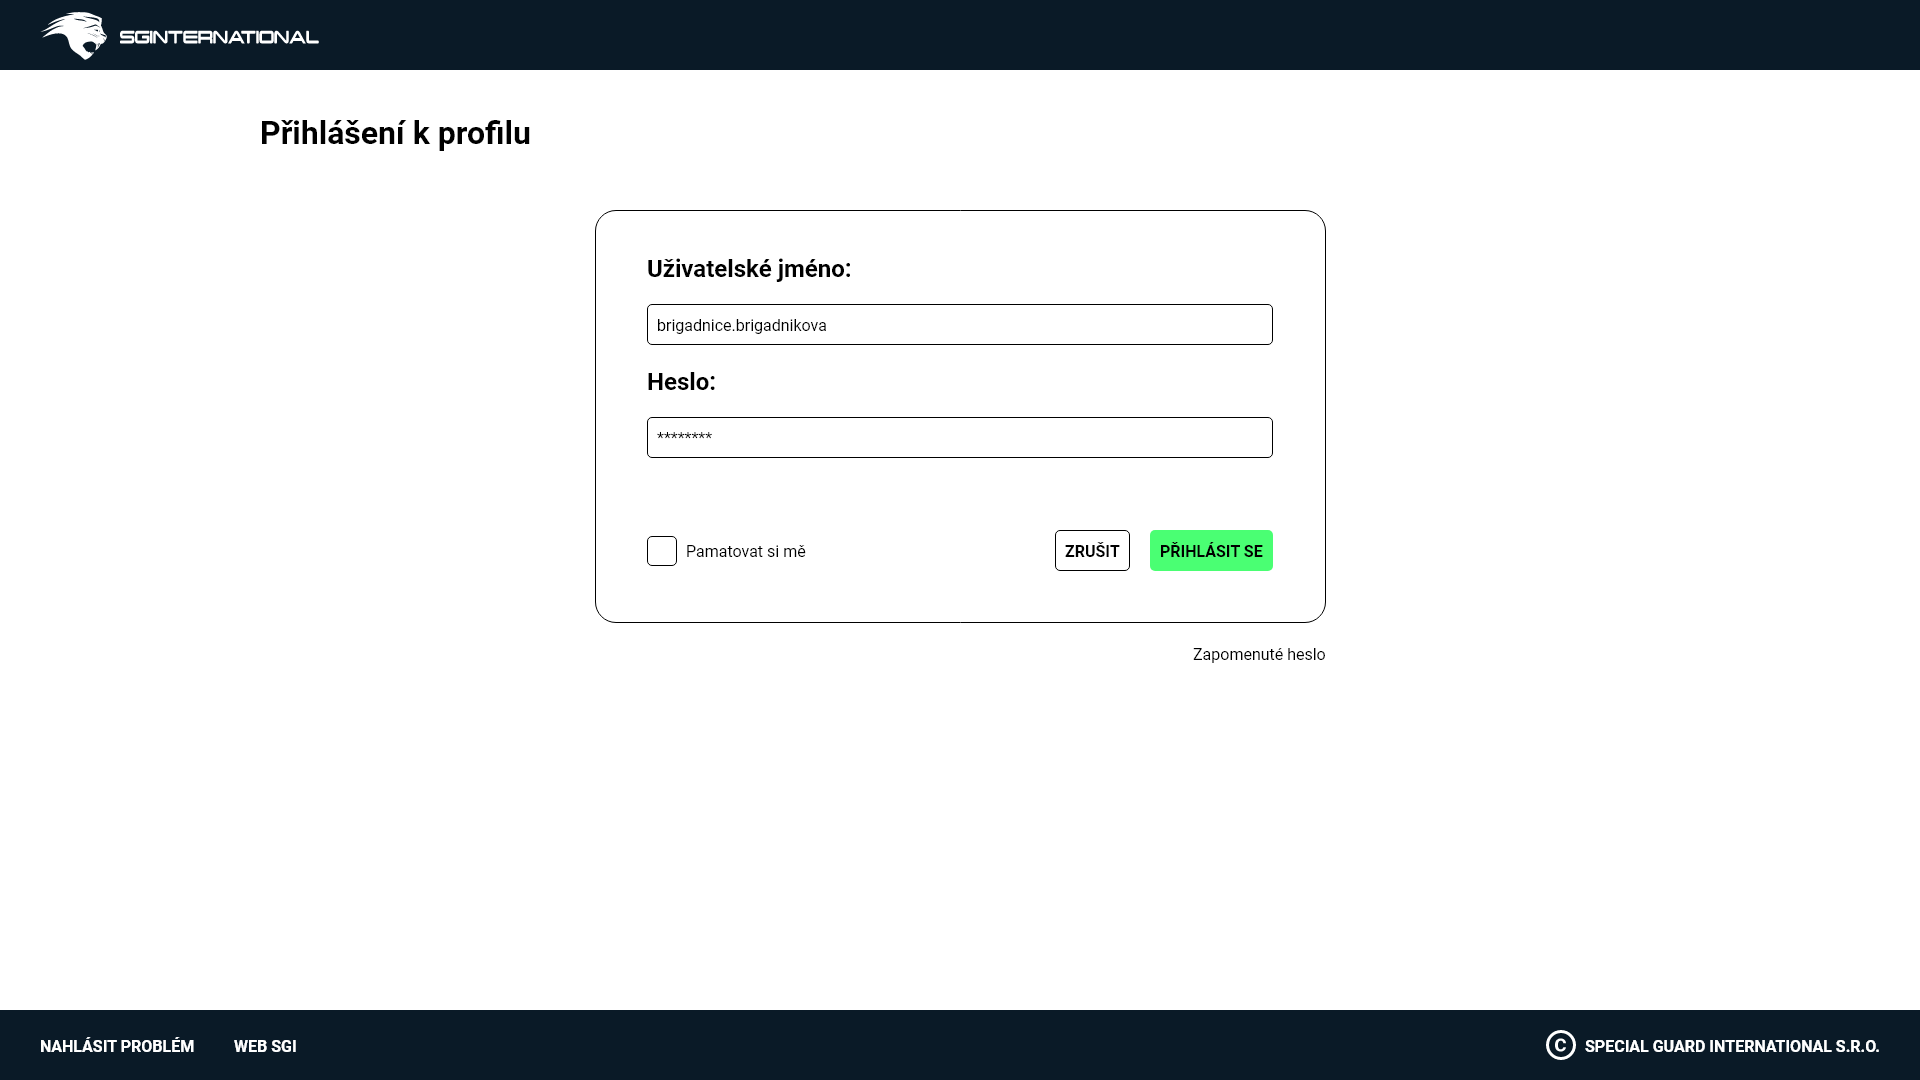 SGINTERNATIONAL
Přihlášení k profilu
Uživatelské jméno:
brigadnice.brigadnikova
Heslo:
********
Pamatovat si mě
ZRUŠIT
PŘIHLÁSIT SE
Zapomenuté heslo
NAHLÁSIT PROBLÉM
WEB SGI
© SPECIAL GUARD INTERNATIONAL S.R.O.